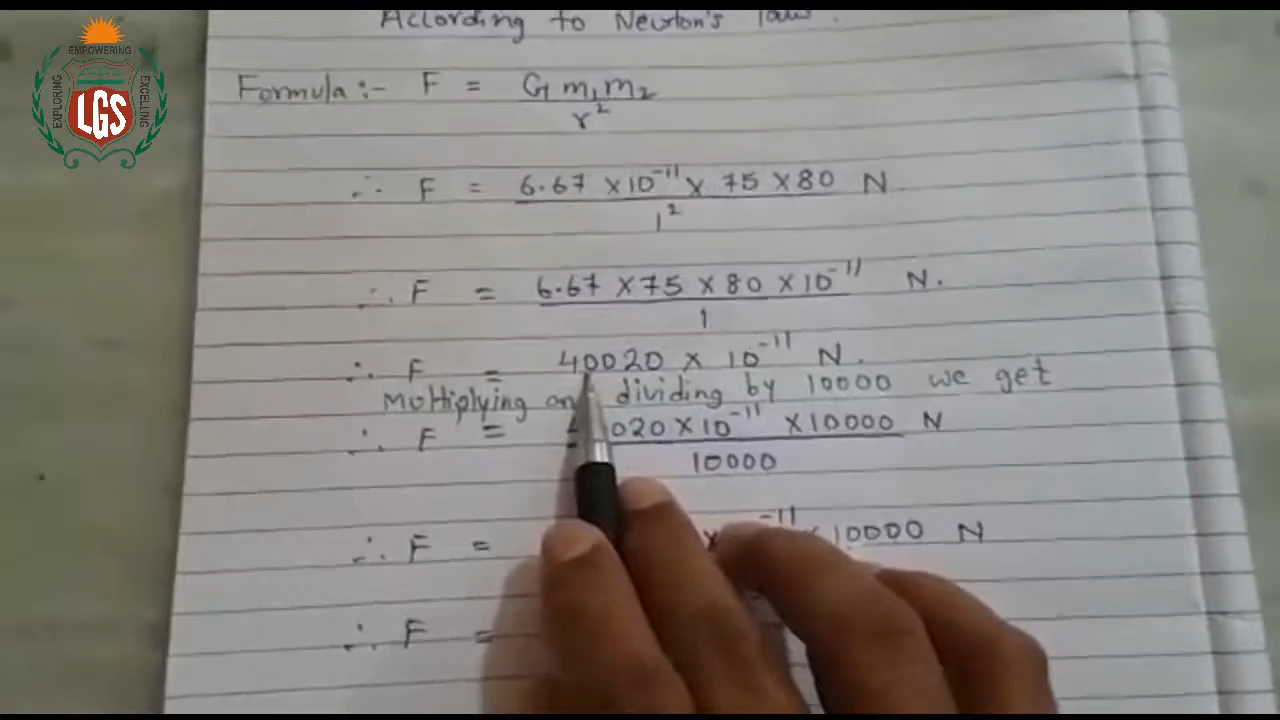 EMPOWERING
EXPLORING
EXCELLING
LGS
According to Newton's law.
Formula:- F = G m₁m₂
r²
∴ F = 6.67 × 10⁻¹¹ × 75 × 80 N
1²
∴ F = 6.67 × 75 × 80 × 10⁻¹¹ N.
1
∴ F = 40020 × 10⁻¹¹ N.
Multiplying and dividing by 10000 we get
∴ F = 020 × 10⁻¹¹ × 10000 N
10000
∴ F = × ⁻¹¹ × 10000 N
∴ F =